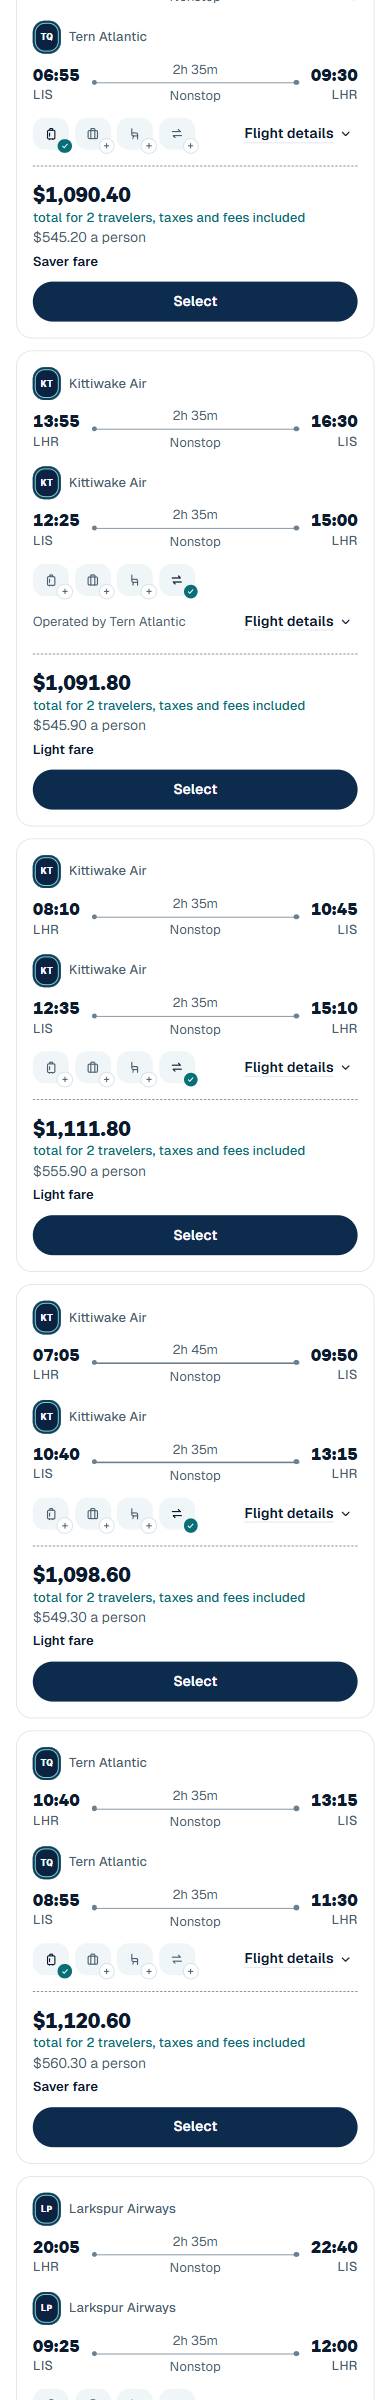 TQ Tern Atlantic
06:55 2h 35m 09:30
LIS Nonstop LHR
Flight details
$1,090.40
total for 2 travelers, taxes and fees included
$545.20 a person
Saver fare
Select
KT Kittiwake Air
13:55 2h 35m 16:30
LHR Nonstop LIS
KT Kittiwake Air
12:25 2h 35m 15:00
LIS Nonstop LHR
Operated by Tern Atlantic Flight details
$1,091.80
total for 2 travelers, taxes and fees included
$545.90 a person
Light fare
Select
KT Kittiwake Air
08:10 2h 35m 10:45
LHR Nonstop LIS
KT Kittiwake Air
12:35 2h 35m 15:10
LIS Nonstop LHR
Flight details
$1,111.80
total for 2 travelers, taxes and fees included
$555.90 a person
Light fare
Select
KT Kittiwake Air
07:05 2h 45m 09:50
LHR Nonstop LIS
KT Kittiwake Air
10:40 2h 35m 13:15
LIS Nonstop LHR
Flight details
$1,098.60
total for 2 travelers, taxes and fees included
$549.30 a person
Light fare
Select
TQ Tern Atlantic
10:40 2h 35m 13:15
LHR Nonstop LIS
TQ Tern Atlantic
08:55 2h 35m 11:30
LIS Nonstop LHR
Flight details
$1,120.60
total for 2 travelers, taxes and fees included
$560.30 a person
Saver fare
Select
LP Larkspur Airways
20:05 2h 35m 22:40
LHR Nonstop LIS
LP Larkspur Airways
09:25 2h 35m 12:00
LIS Nonstop LHR